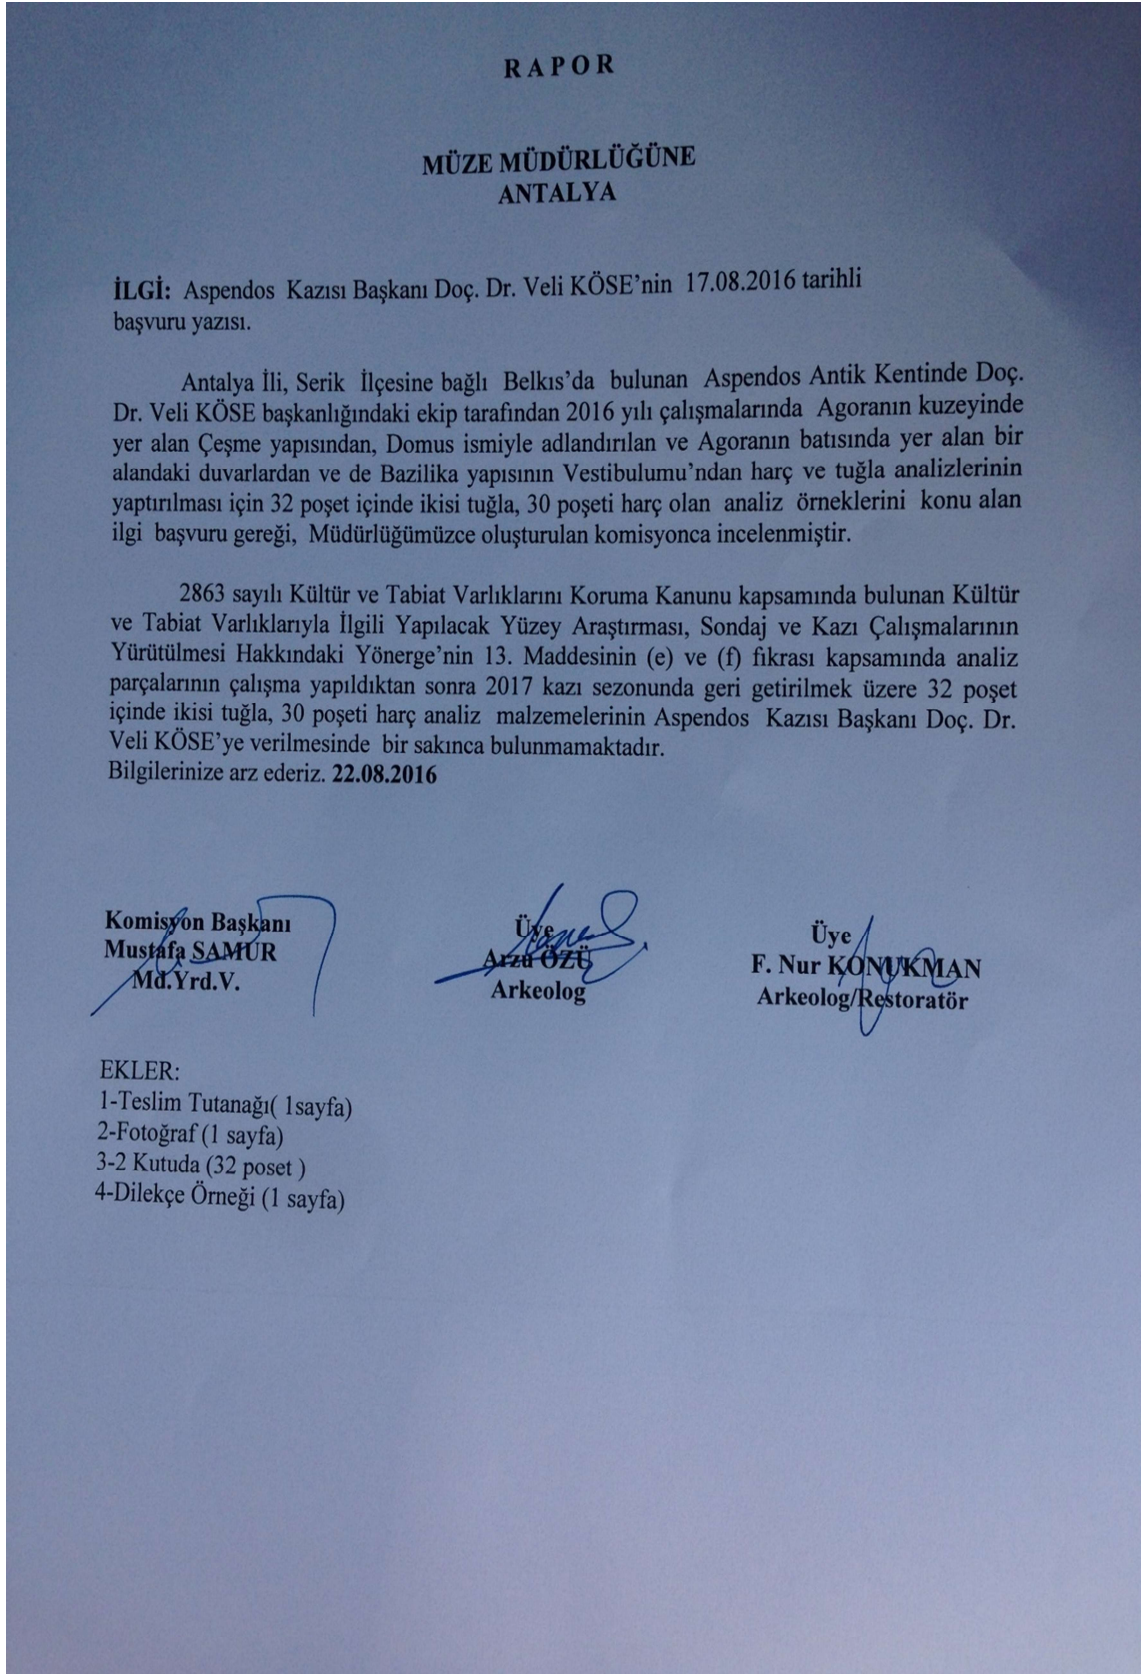 RAPOR
MÜZE MÜDÜRLÜĞÜNE
ANTALYA
İLGİ: Aspendos Kazısı Başkanı Doç. Dr. Veli KÖSE’nin 17.08.2016 tarihli
başvuru yazısı.
Antalya İli, Serik İlçesine bağlı Belkıs’da bulunan Aspendos Antik Kentinde Doç.
Dr. Veli KÖSE başkanlığındaki ekip tarafından 2016 yılı çalışmalarında Agoranın kuzeyinde
yer alan Çeşme yapısından, Domus ismiyle adlandırılan ve Agoranın batısında yer alan bir
alandaki duvarlardan ve de Bazilika yapısının Vestibulumu’ndan harç ve tuğla analizlerinin
yaptırılması için 32 poşet içinde ikisi tuğla, 30 poşeti harç olan analiz örneklerini konu alan
ilgi başvuru gereği, Müdürlüğümüzce oluşturulan komisyonca incelenmiştir.
2863 sayılı Kültür ve Tabiat Varlıklarını Koruma Kanunu kapsamında bulunan Kültür
ve Tabiat Varlıklarıyla İlgili Yapılacak Yüzey Araştırması, Sondaj ve Kazı Çalışmalarının
Yürütülmesi Hakkındaki Yönerge’nin 13. Maddesinin (e) ve (f) fıkrası kapsamında analiz
parçalarının çalışma yapıldıktan sonra 2017 kazı sezonunda geri getirilmek üzere 32 poşet
içinde ikisi tuğla, 30 poşeti harç analiz malzemelerinin Aspendos Kazısı Başkanı Doç. Dr.
Veli KÖSE’ye verilmesinde bir sakınca bulunmamaktadır.
Bilgilerinize arz ederiz. 22.08.2016
Komisyon Başkanı
Mustafa SAMUR
Md.Yrd.V.
Üye
Arzu ÖZÜ
Arkeolog
Üye
F. Nur KONUKMAN
Arkeolog/Restoratör
EKLER:
1-Teslim Tutanağı( 1sayfa)
2-Fotoğraf (1 sayfa)
3-2 Kutuda (32 poset )
4-Dilekçe Örneği (1 sayfa)